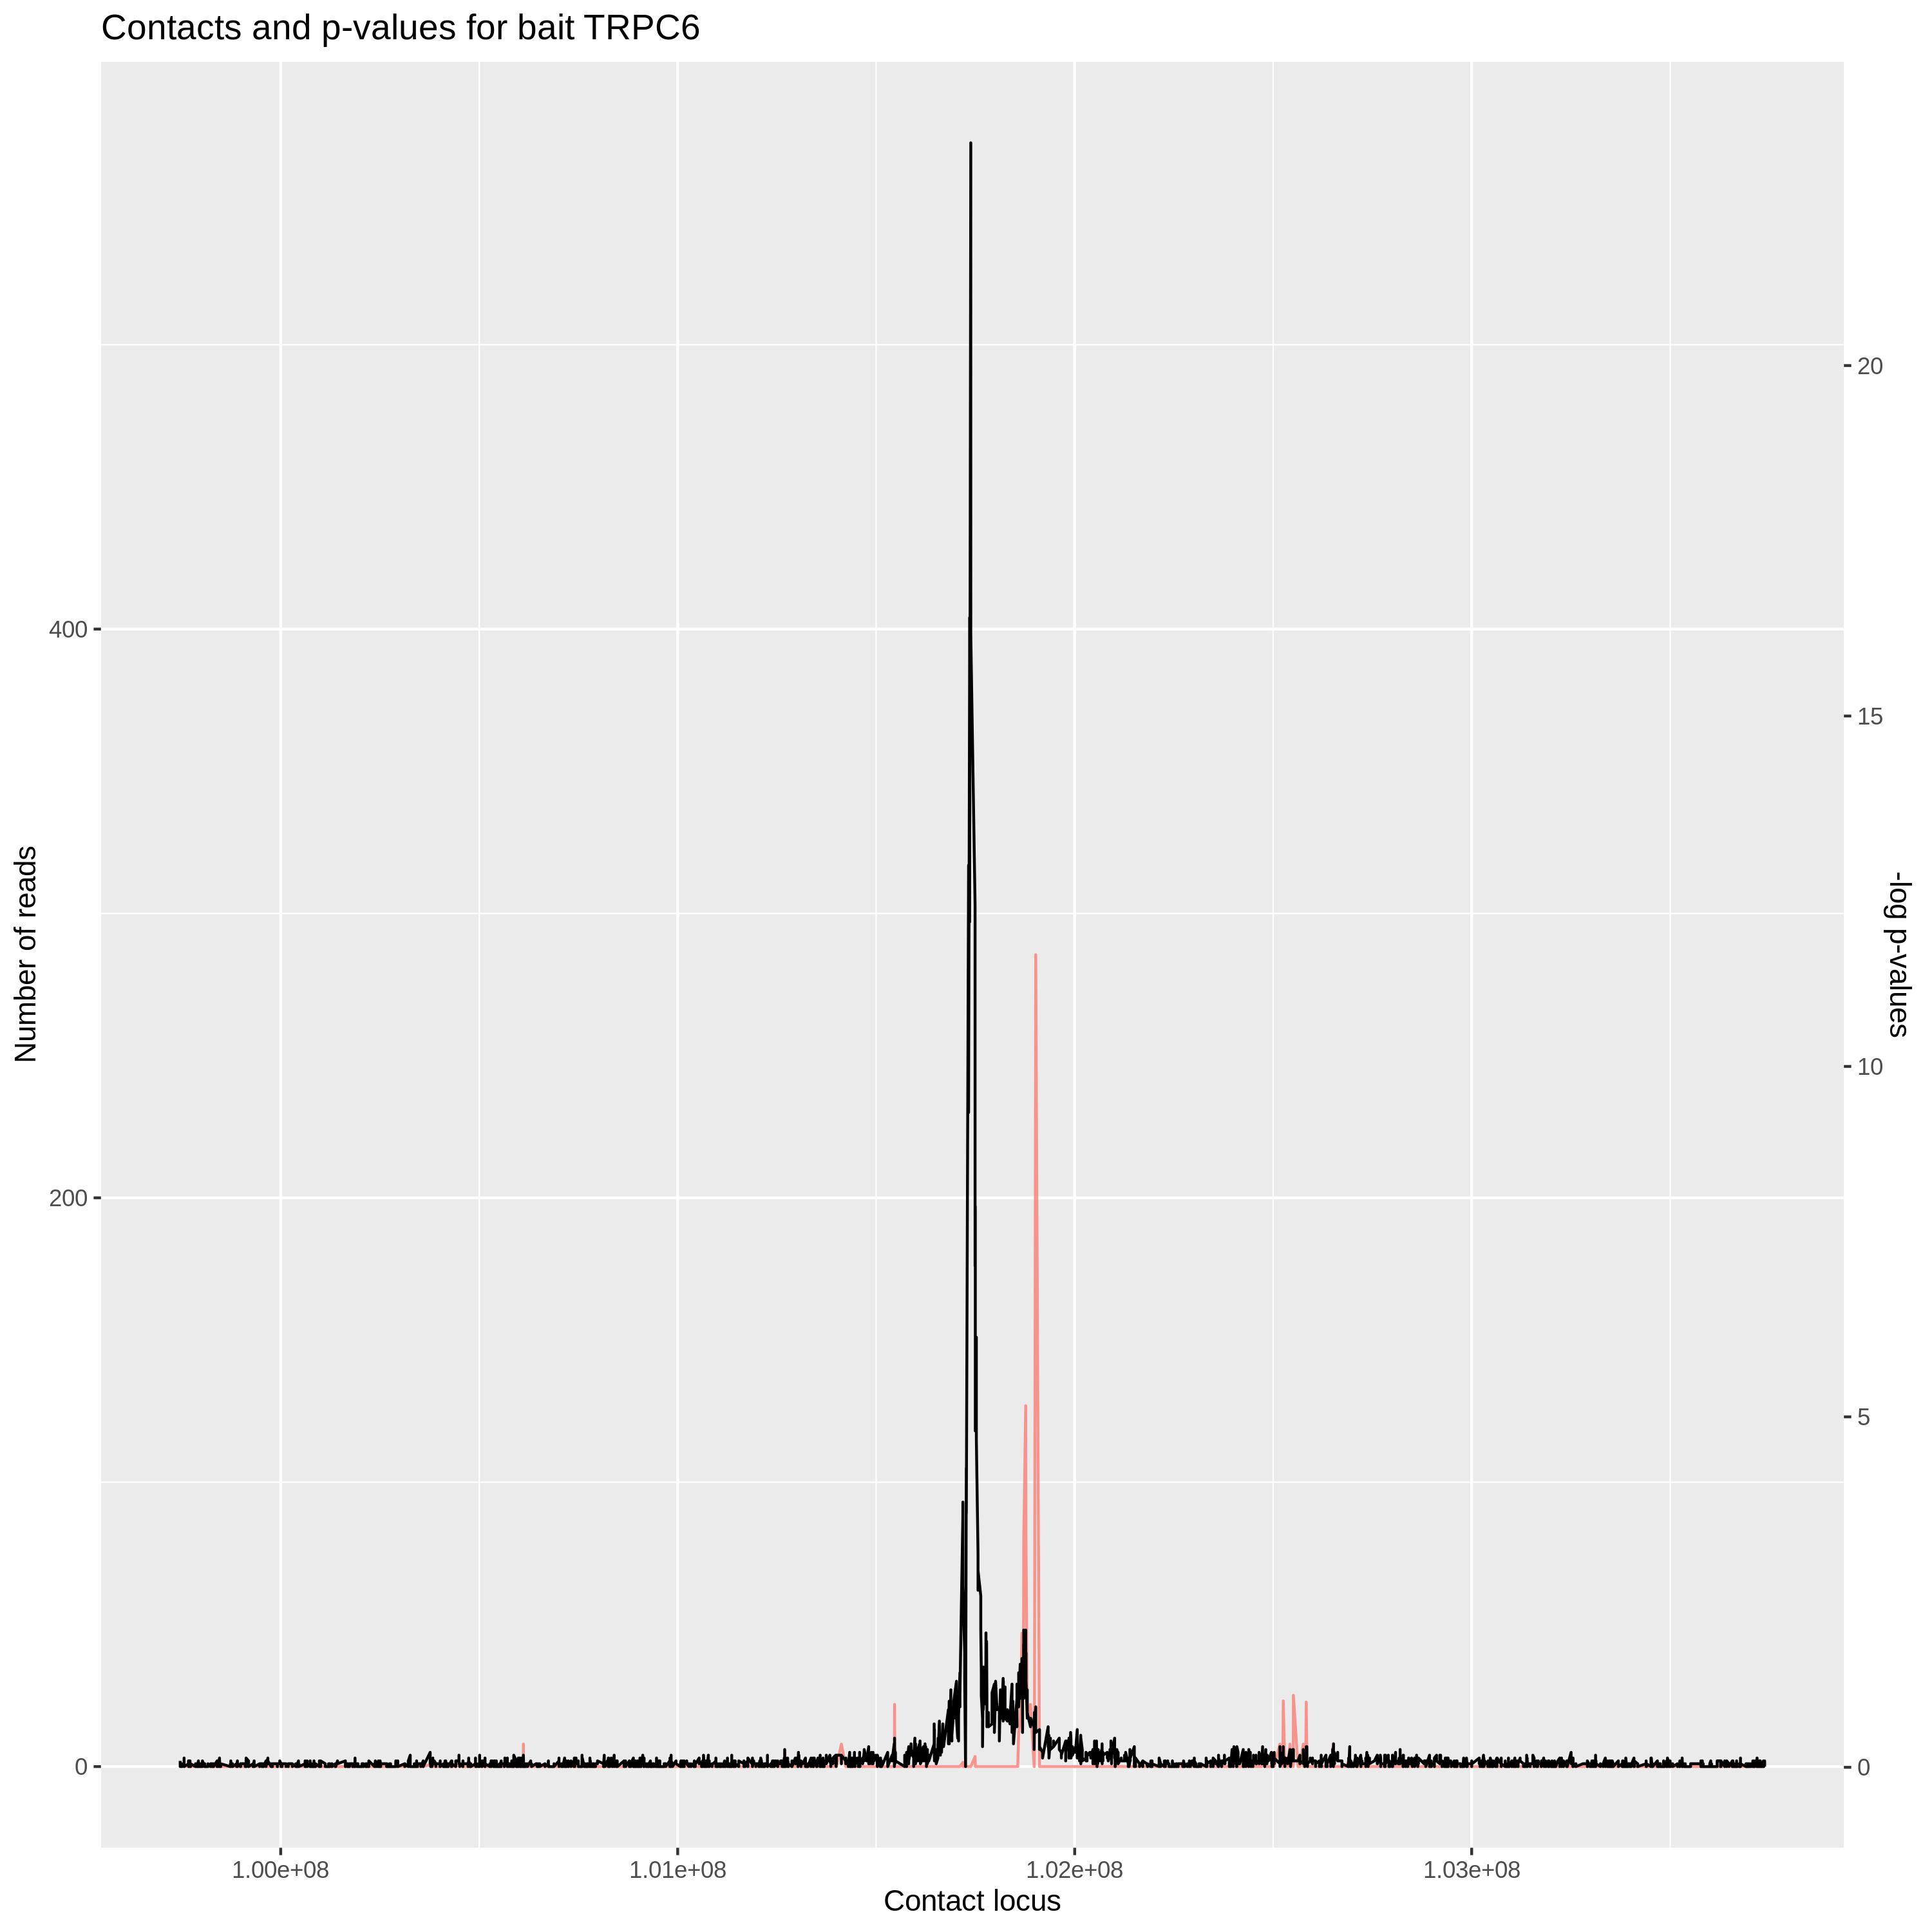 Contacts and p-values for bait TRPC6
Number of reads
400
200
0
20
15
10
5
0
-log p-values
1.00e+08
1.01e+08
1.02e+08
1.03e+08
Contact locus